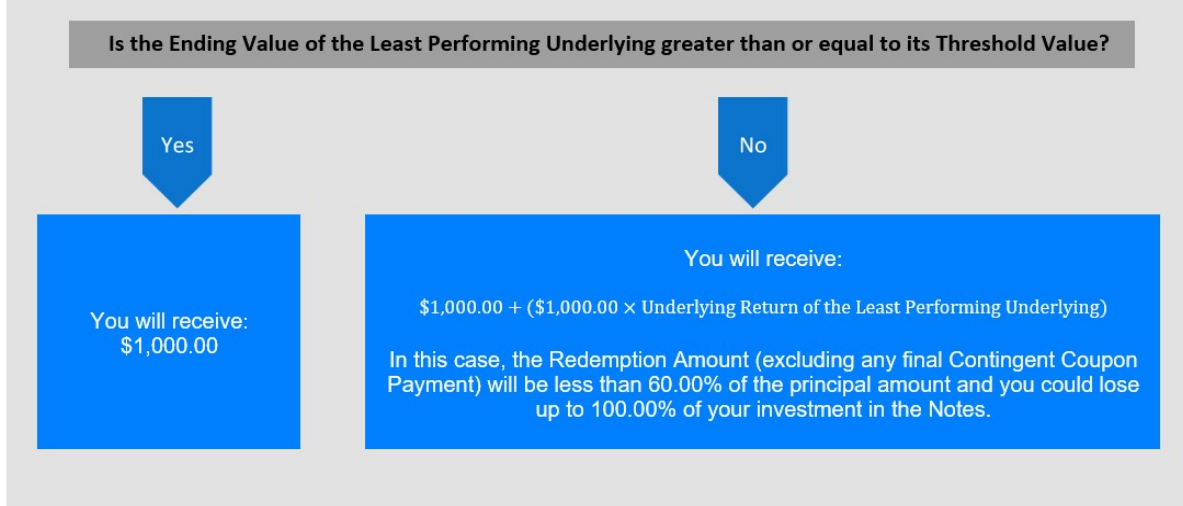 Is the Ending Value of the Least Performing Underlying greater than or equal to its Threshold Value?
Yes
No
You will receive:
$1,000.00
You will receive:
$1,000.00 + ($1,000.00 × Underlying Return of the Least Performing Underlying)
In this case, the Redemption Amount (excluding any final Contingent Coupon
Payment) will be less than 60.00% of the principal amount and you could lose
up to 100.00% of your investment in the Notes.